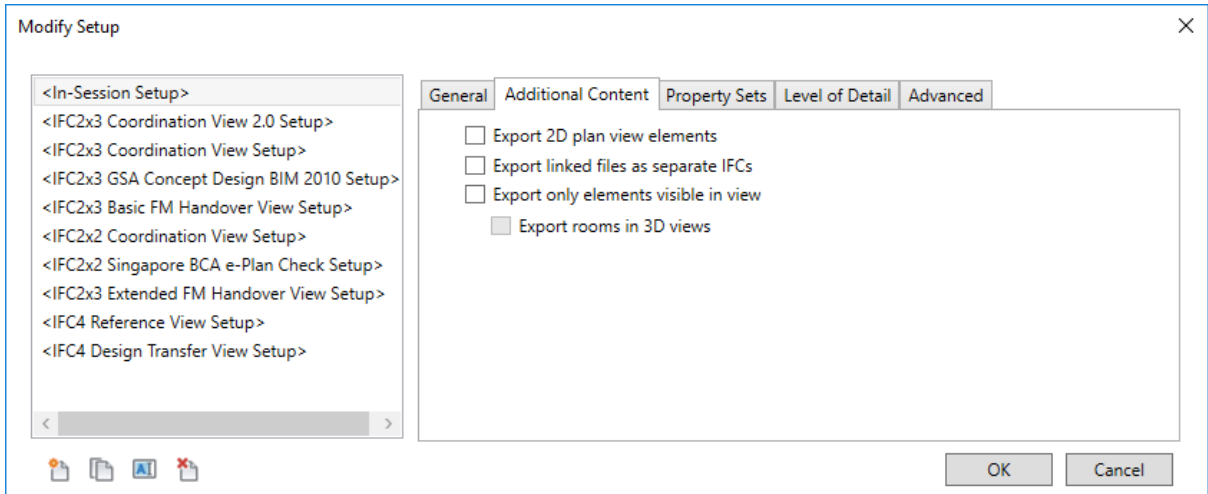 Modify Setup
<In-Session Setup>
<IFC2x3 Coordination View 2.0 Setup>
<IFC2x3 Coordination View Setup>
<IFC2x3 GSA Concept Design BIM 2010 Setup>
<IFC2x3 Basic FM Handover View Setup>
<IFC2x2 Coordination View Setup>
<IFC2x2 Singapore BCA e-Plan Check Setup>
<IFC2x3 Extended FM Handover View Setup>
<IFC4 Reference View Setup>
<IFC4 Design Transfer View Setup>
General Additional Content Property Sets Level of Detail Advanced
Export 2D plan view elements
Export linked files as separate IFCs
Export only elements visible in view
Export rooms in 3D views
AI
OK Cancel